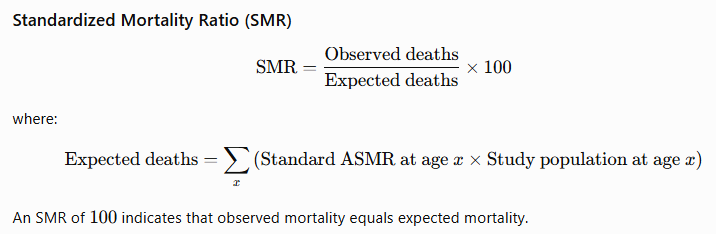 Standardized Mortality Ratio (SMR)
SMR = Observed deaths / Expected deaths × 100
where:
Expected deaths = ∑ₓ (Standard ASMR at age x × Study population at age x)
An SMR of 100 indicates that observed mortality equals expected mortality.